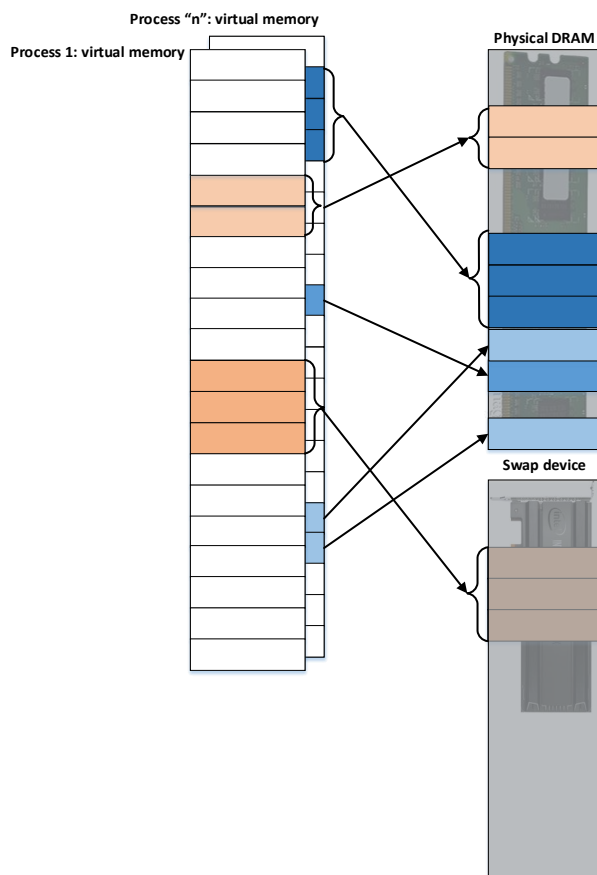 Process “n”: virtual memory
Process 1: virtual memory
Physical DRAM
Swap device